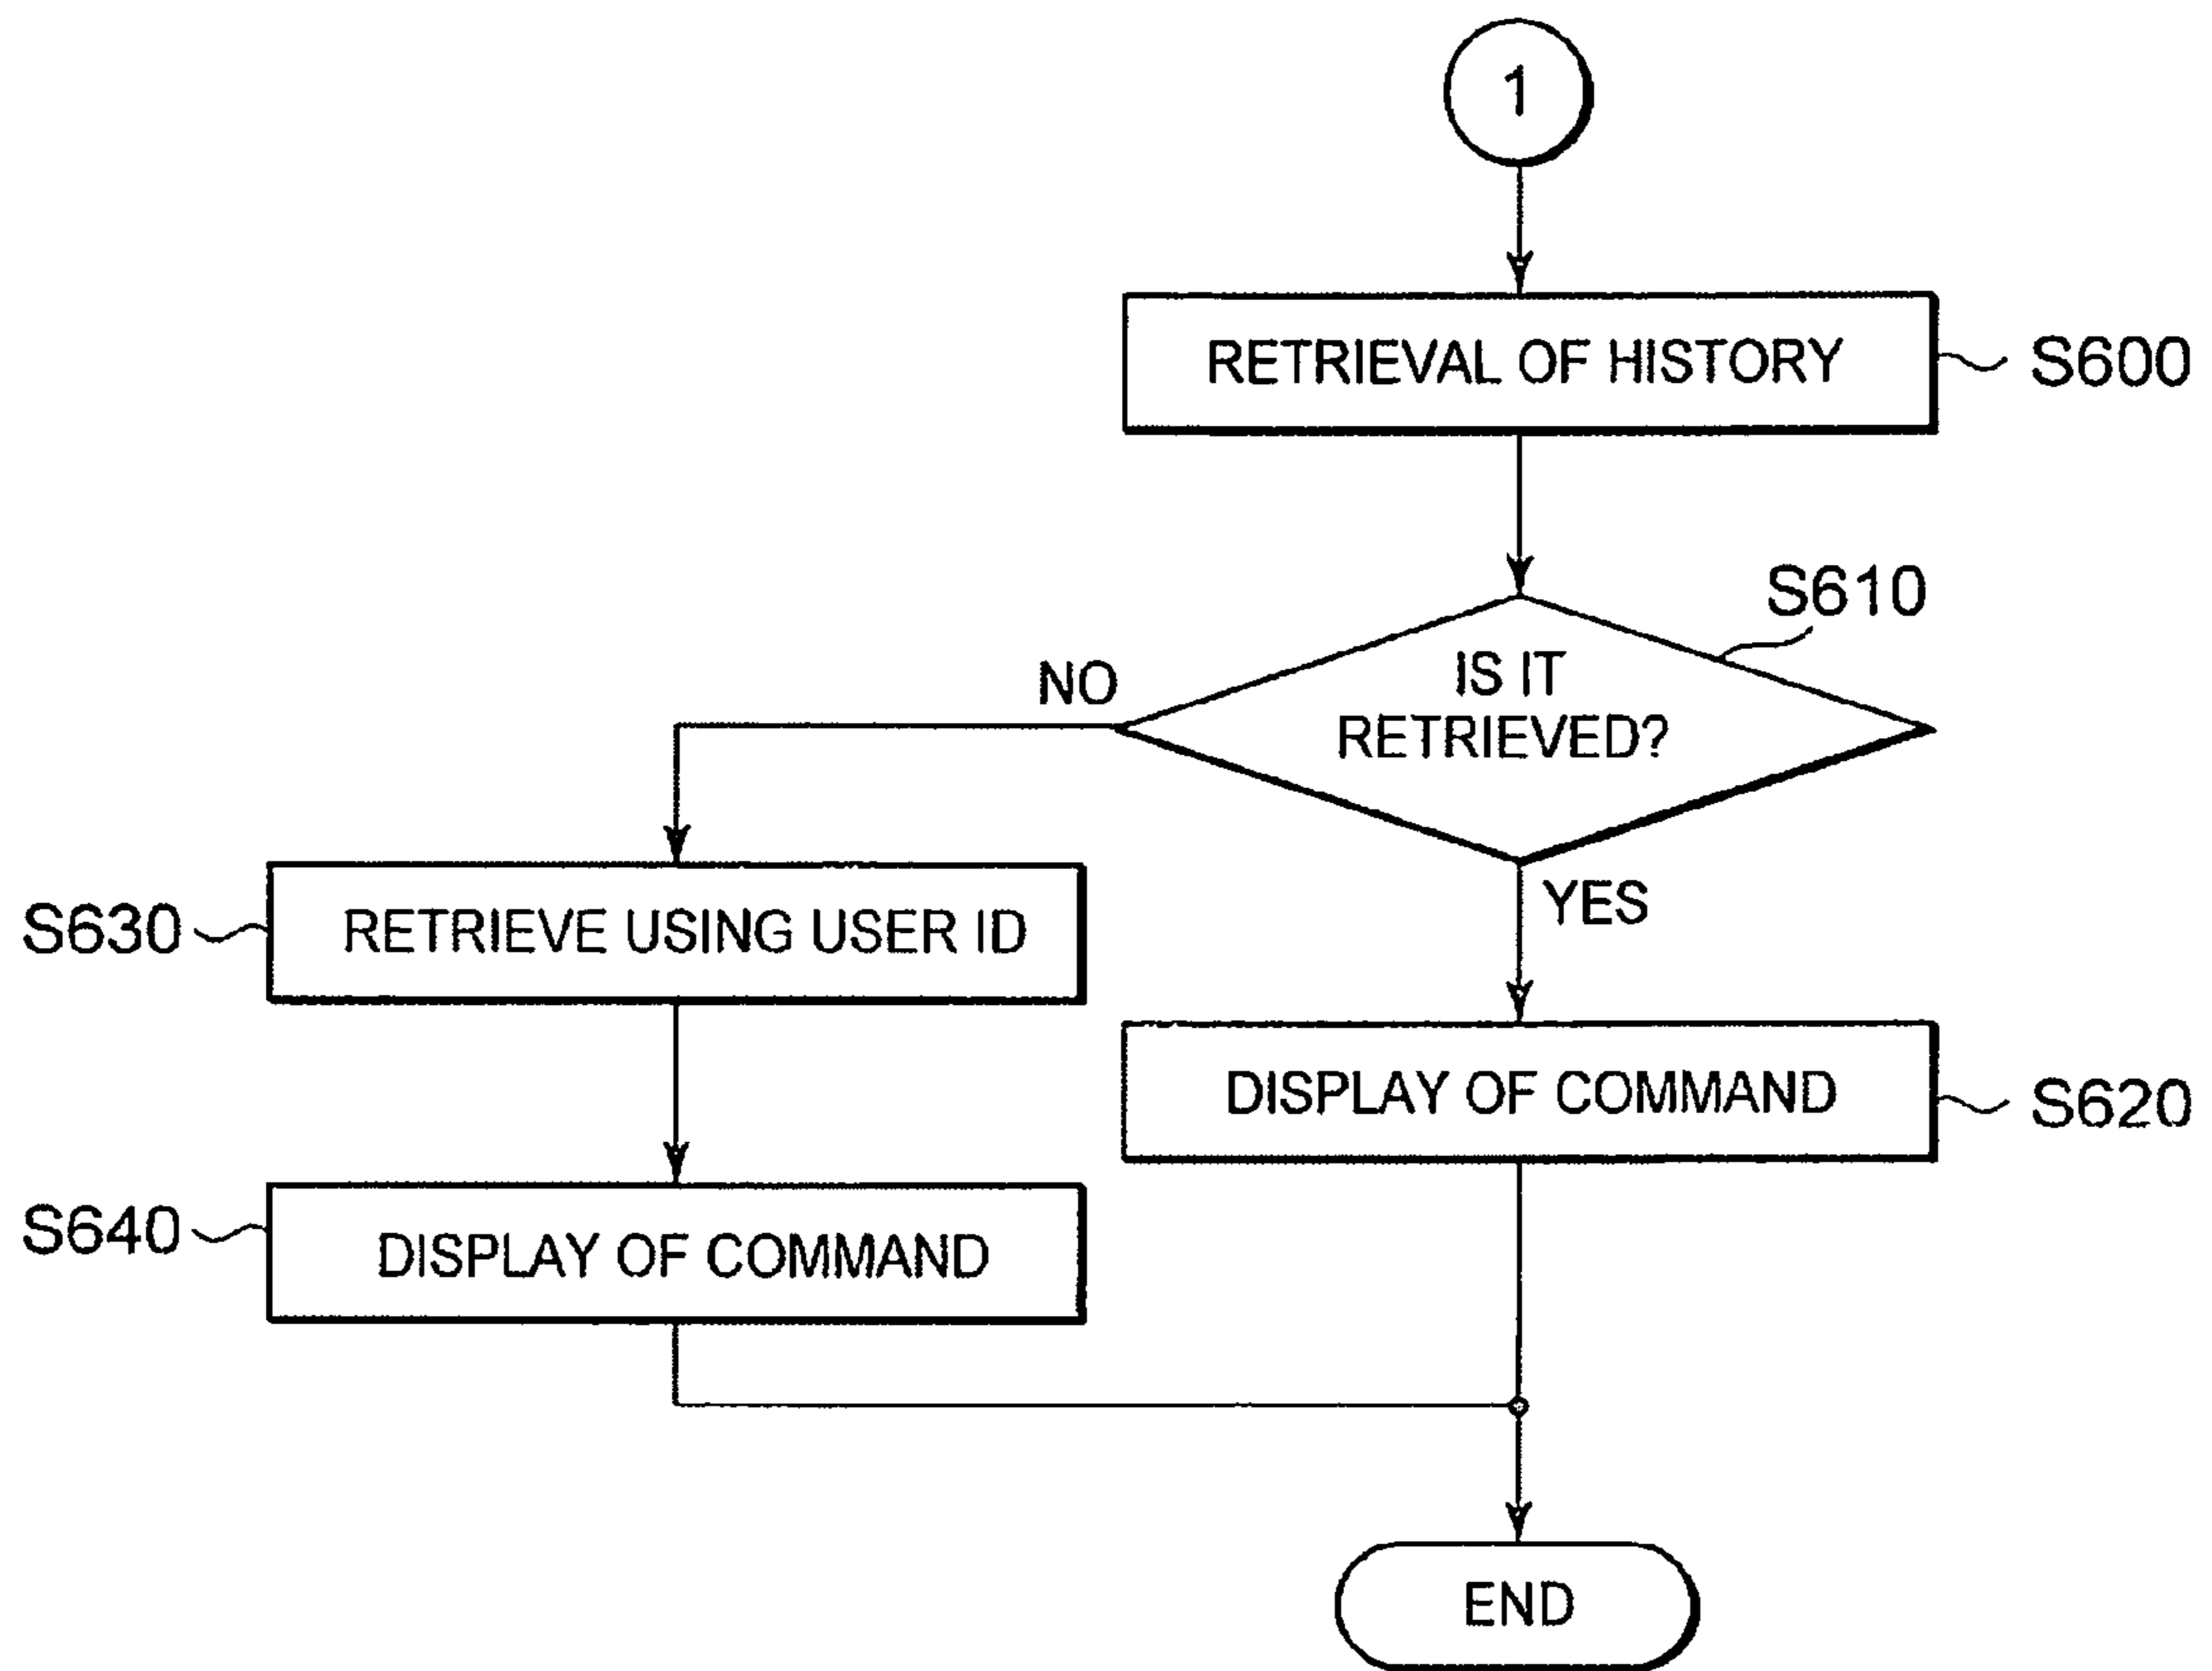 1
RETRIEVAL OF HISTORY
S600
S610
IS IT
RETRIEVED?
NO
YES
S630
RETRIEVE USING USER ID
DISPLAY OF COMMAND
S620
S640
DISPLAY OF COMMAND
END